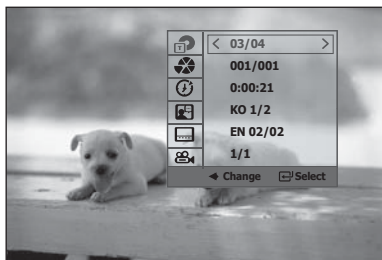 T
< 03/04 >
001/001
0:00:21
KO 1/2
EN 02/02
1/1
Change Select